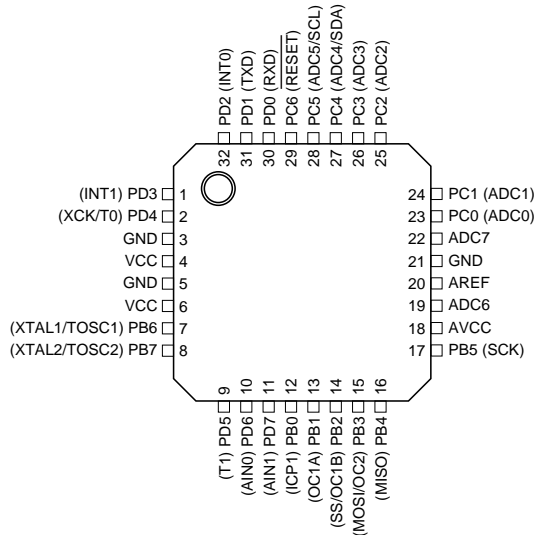 PD2 (INT0)
PD1 (TXD)
PD0 (RXD)
PC6 (RESET)
PC5 (ADC5/SCL)
PC4 (ADC4/SDA)
PC3 (ADC3)
PC2 (ADC2)
32
31
30
29
28
27
26
25
(INT1) PD3 1
(XCK/T0) PD4 2
GND 3
VCC 4
GND 5
VCC 6
(XTAL1/TOSC1) PB6 7
(XTAL2/TOSC2) PB7 8
24 PC1 (ADC1)
23 PC0 (ADC0)
22 ADC7
21 GND
20 AREF
19 ADC6
18 AVCC
17 PB5 (SCK)
9
10
11
12
13
14
15
16
(T1) PD5
(AIN0) PD6
(AIN1) PD7
(ICP1) PB0
(OC1A) PB1
(SS/OC1B) PB2
(MOSI/OC2) PB3
(MISO) PB4